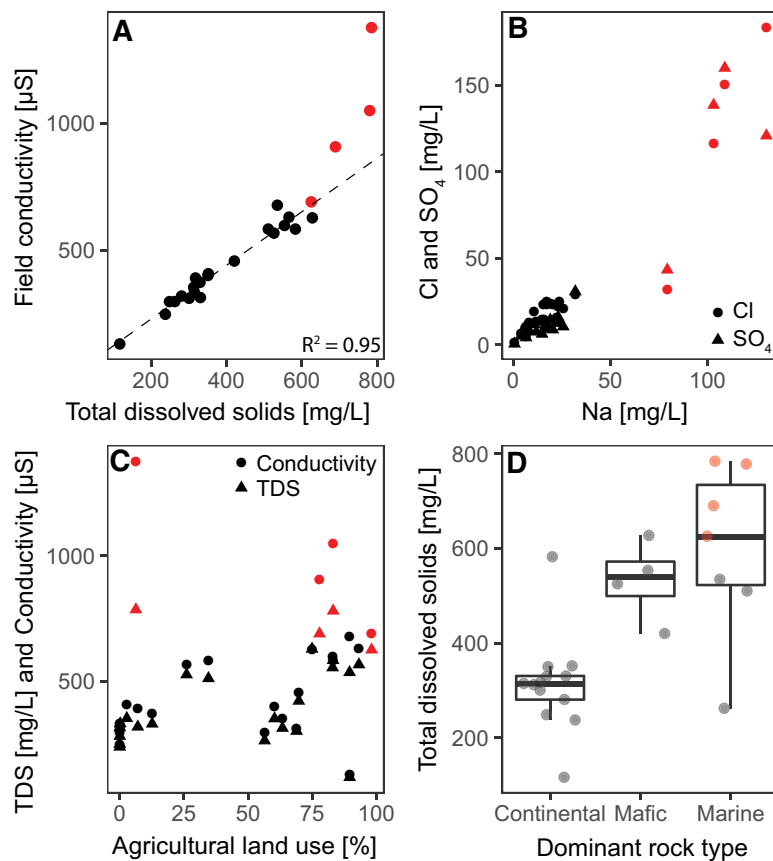 A
Field conductivity [µS]
1000
500
R² = 0.95
200
400
600
800
Total dissolved solids [mg/L]
B
Cl and SO₄ [mg/L]
150
100
50
0
Cl
SO₄
0
50
100
Na [mg/L]
C
TDS [mg/L] and Conductivity [µS]
Conductivity
TDS
1000
500
0
25
50
75
100
Agricultural land use [%]
D
Total dissolved solids [mg/L]
800
600
400
200
Continental
Mafic
Marine
Dominant rock type